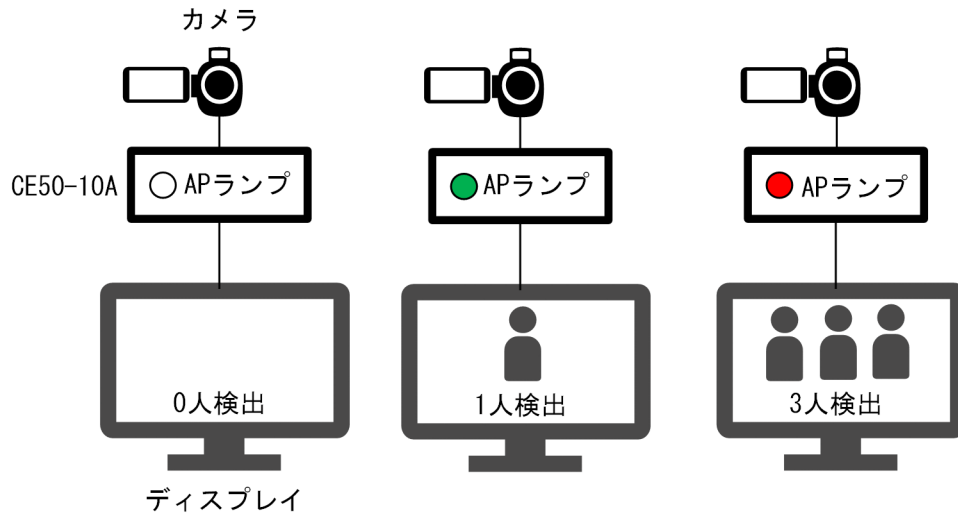 カメラ
CE50-10A
APランプ
APランプ
APランプ
0人検出
1人検出
3人検出
ディスプレイ